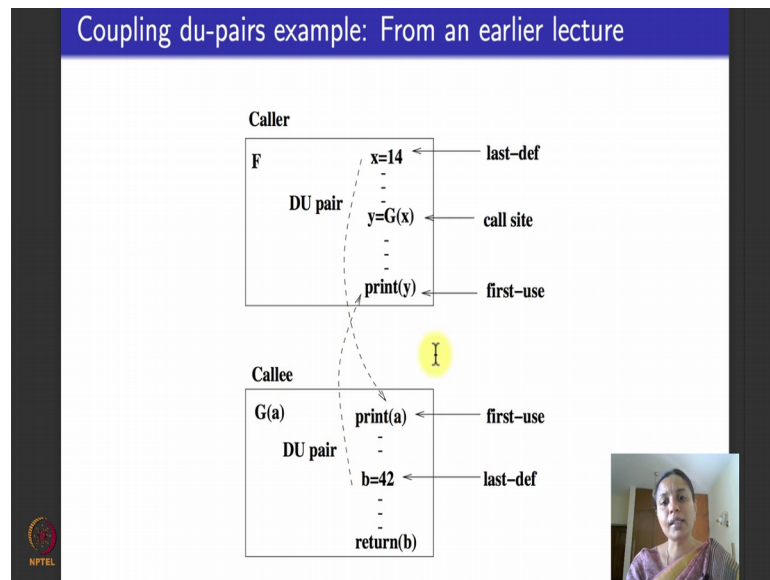 Coupling du-pairs example: From an earlier lecture
Caller
F
x=14
last-def
DU pair
y=G(x)
call site
print(y)
first-use
Callee
G(a)
print(a)
first-use
DU pair
b=42
last-def
return(b)
NPTEL